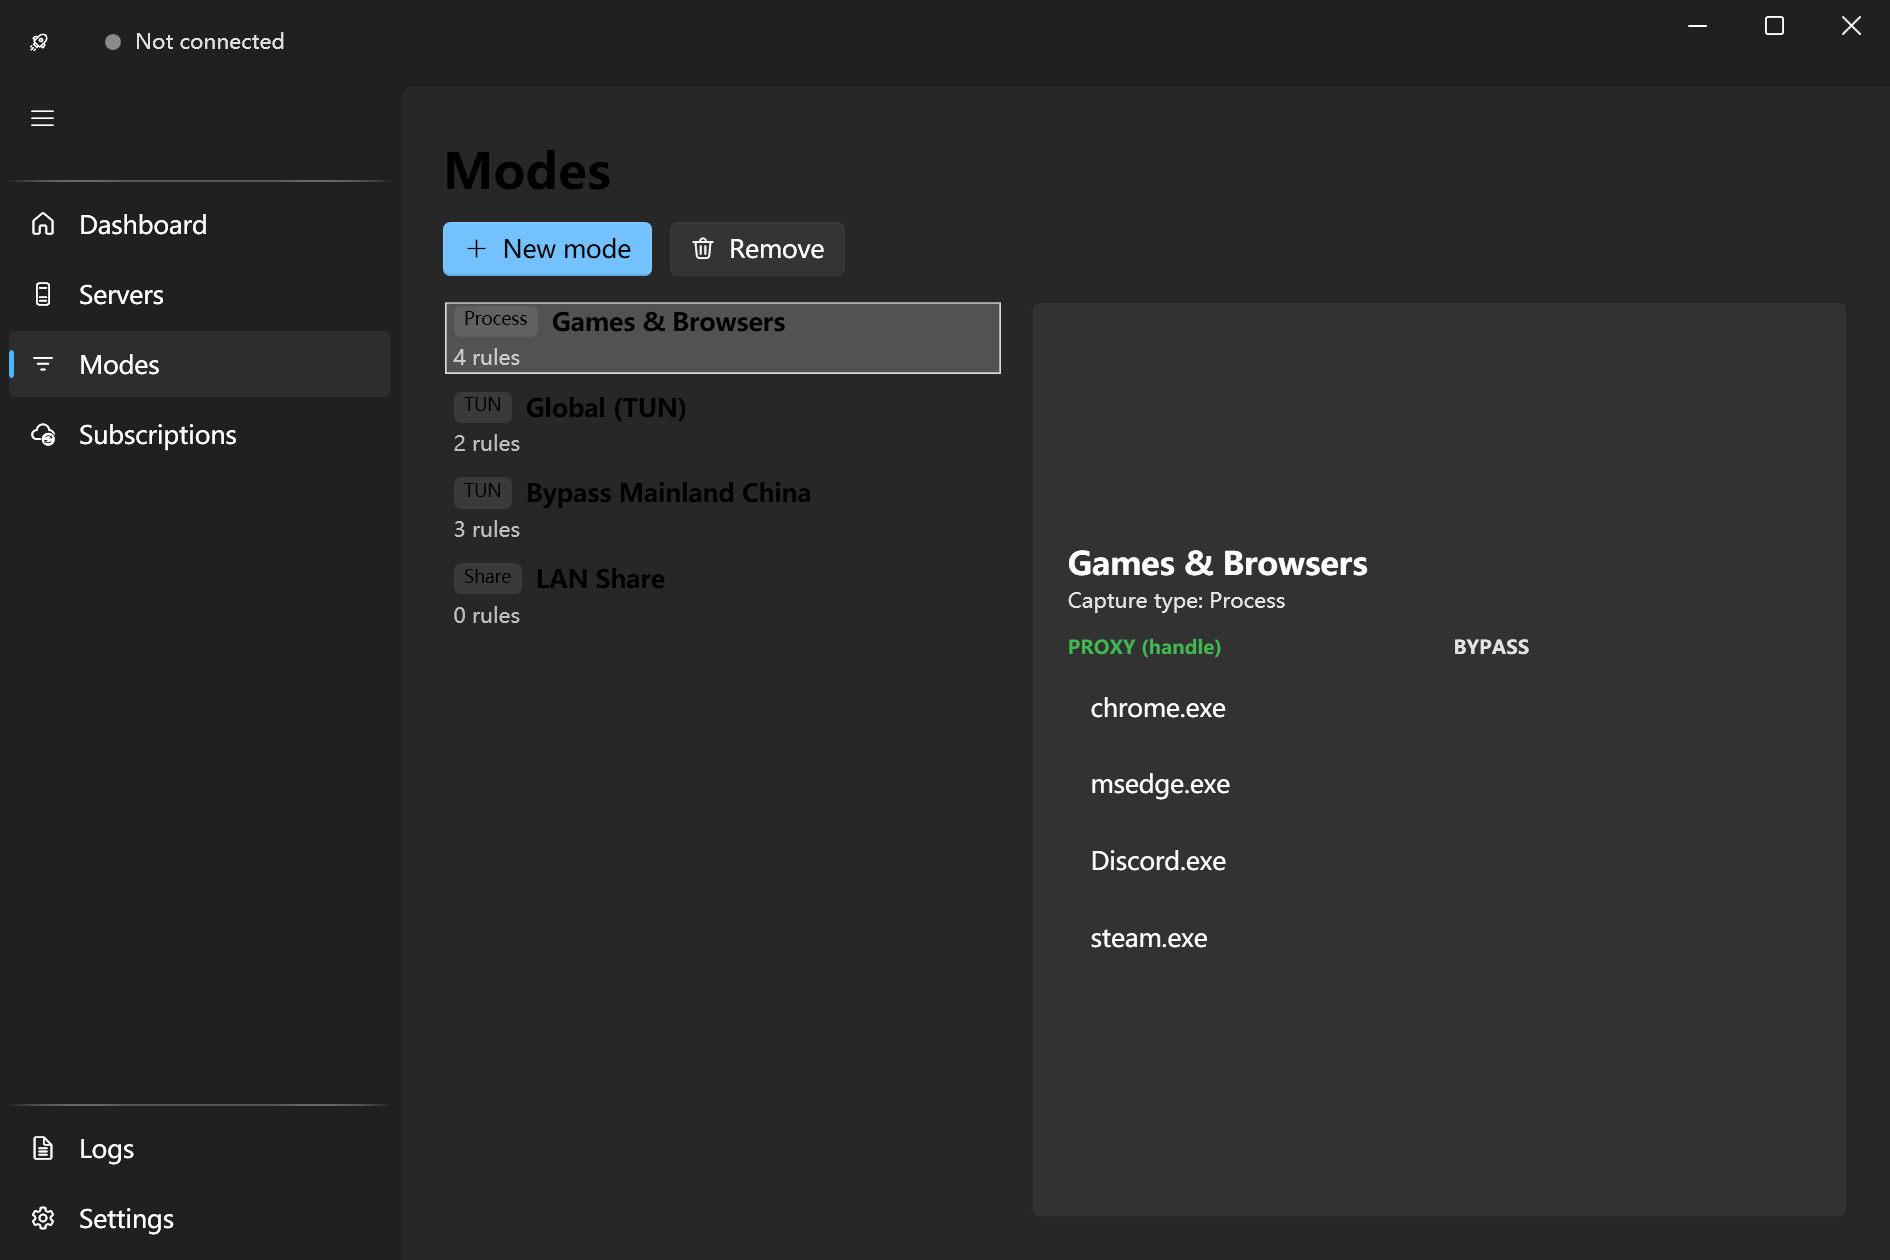 Not connected
Dashboard
Servers
Modes
Subscriptions
Logs
Settings
Modes
New mode
Remove
Process Games & Browsers
4 rules
TUN Global (TUN)
2 rules
TUN Bypass Mainland China
3 rules
Share LAN Share
0 rules
Games & Browsers
Capture type: Process
PROXY (handle)
BYPASS
chrome.exe
msedge.exe
Discord.exe
steam.exe